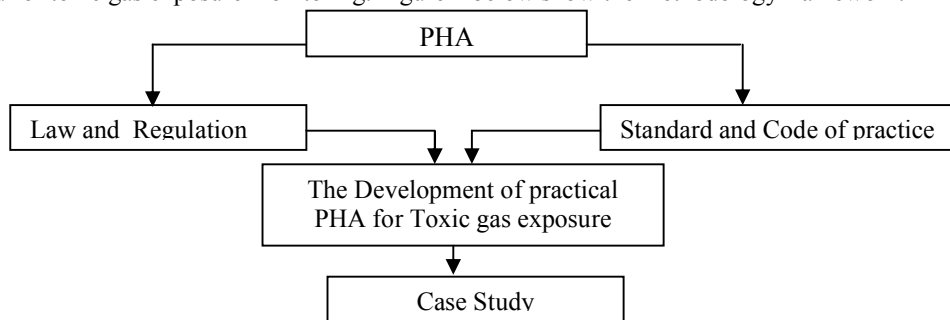 PHA
Law and Regulation
Standard and Code of practice
The Development of practical
PHA for Toxic gas exposure
Case Study